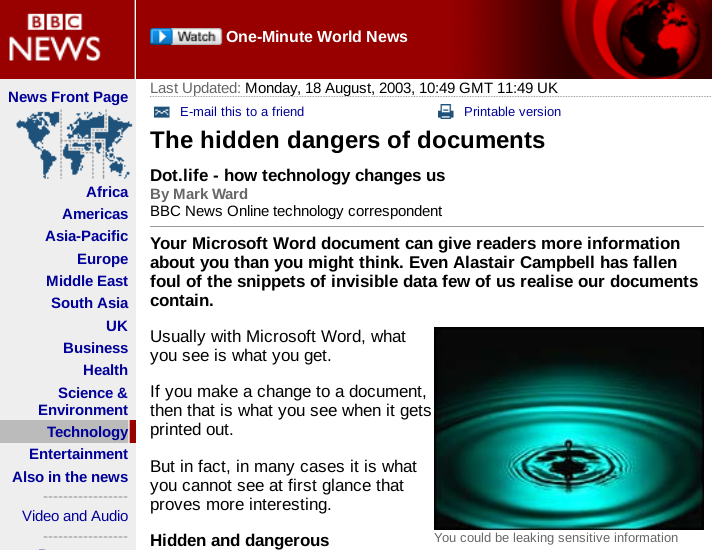 BBC
NEWS
Watch One-Minute World News
News Front Page
Africa
Americas
Asia-Pacific
Europe
Middle East
South Asia
UK
Business
Health
Science &
Environment
Technology
Entertainment
Also in the news
-----------------
Video and Audio
-----------------
Last Updated: Monday, 18 August, 2003, 10:49 GMT 11:49 UK
E-mail this to a friend
Printable version
The hidden dangers of documents
Dot.life - how technology changes us
By Mark Ward
BBC News Online technology correspondent
Your Microsoft Word document can give readers more information
about you than you might think. Even Alastair Campbell has fallen
foul of the snippets of invisible data few of us realise our documents
contain.
Usually with Microsoft Word, what
you see is what you get.
If you make a change to a document,
then that is what you see when it gets
printed out.
But in fact, in many cases it is what
you cannot see at first glance that
proves more interesting.
Hidden and dangerous
You could be leaking sensitive information